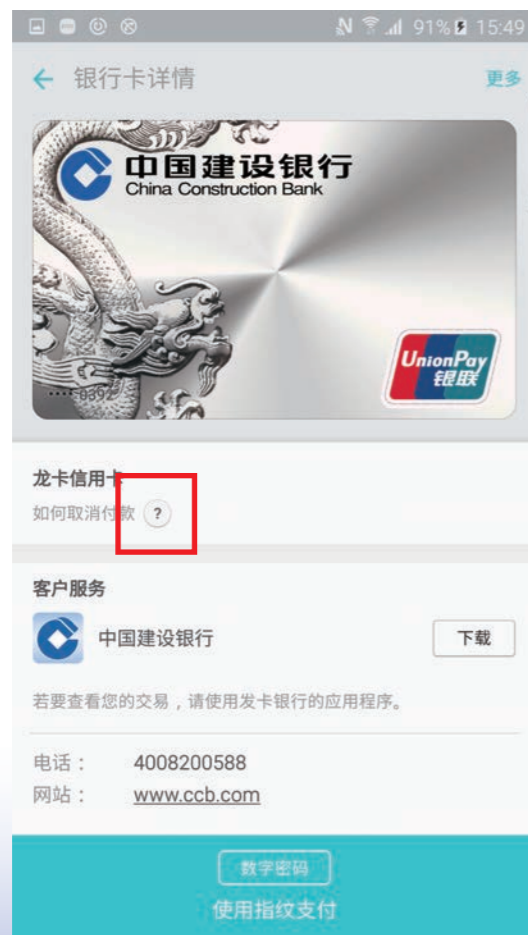 91% 15:49
银行卡详情 更多
中国建设银行
China Construction Bank
UnionPay
银联
···· 0392
龙卡信用卡
如何取消付款 ?
客户服务
中国建设银行 下载
若要查看您的交易，请使用发卡银行的应用程序。
电话： 4008200588
网站： www.ccb.com
数字密码
使用指纹支付